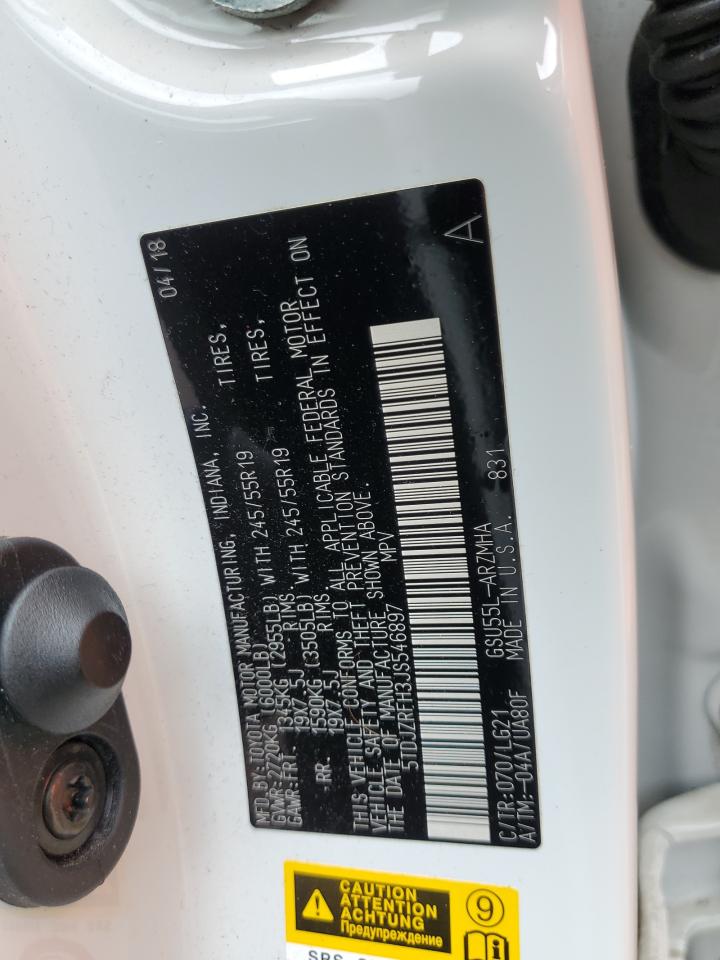 MFD. BY:TOYOTA MOTOR MANUFACTURING, INDIANA, INC. 04/18
GVWR:2720KG (6000LB)
GAWR:FRT. 1345KG (2955LB) WITH 245/55R19 TIRES,
19X7.5J RIMS
RR. 1590KG (3505LB) WITH 245/55R19 TIRES,
19X7.5J RIMS
THIS VEHICLE CONFORMS TO ALL APPLICABLE FEDERAL MOTOR
VEHICLE SAFETY AND THEFT PREVENTION STANDARDS IN EFFECT ON
THE DATE OF MANUFACTURE SHOWN ABOVE.
5TDJZRFH3JS546897 MPV
A
C/TR:070/LG21 GSU55L-ARZMHA
A/TM:-04A/UA80F MADE IN U.S.A. 831
CAUTION
ATTENTION
ACHTUNG
Предупреждение
9